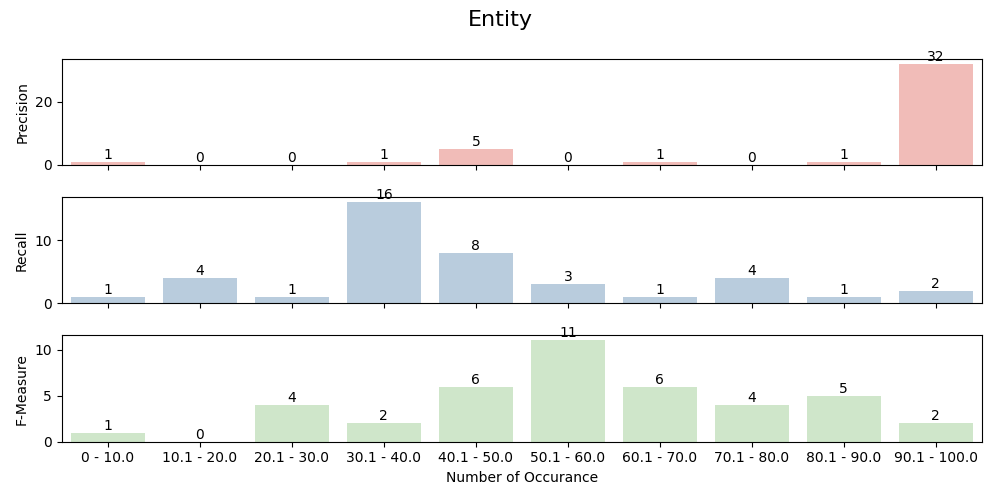 Entity
Precision
20
0
1 0 0 1 5 0 1 0 1 32
Recall
10
0
1 4 1 16 8 3 1 4 1 2
F-Measure
10
5
0
1 0 4 2 6 11 6 4 5 2
0 - 10.0 10.1 - 20.0 20.1 - 30.0 30.1 - 40.0 40.1 - 50.0 50.1 - 60.0 60.1 - 70.0 70.1 - 80.0 80.1 - 90.0 90.1 - 100.0
Number of Occurance